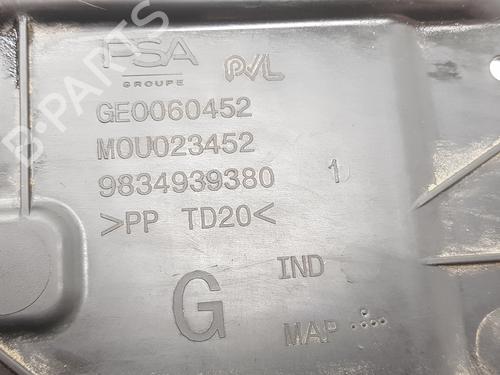 PSA PVL
GROUPE
GE0060452
MOU023452
9834939380 1
>PP TD20<
IND
G
MAP
B-PARTS